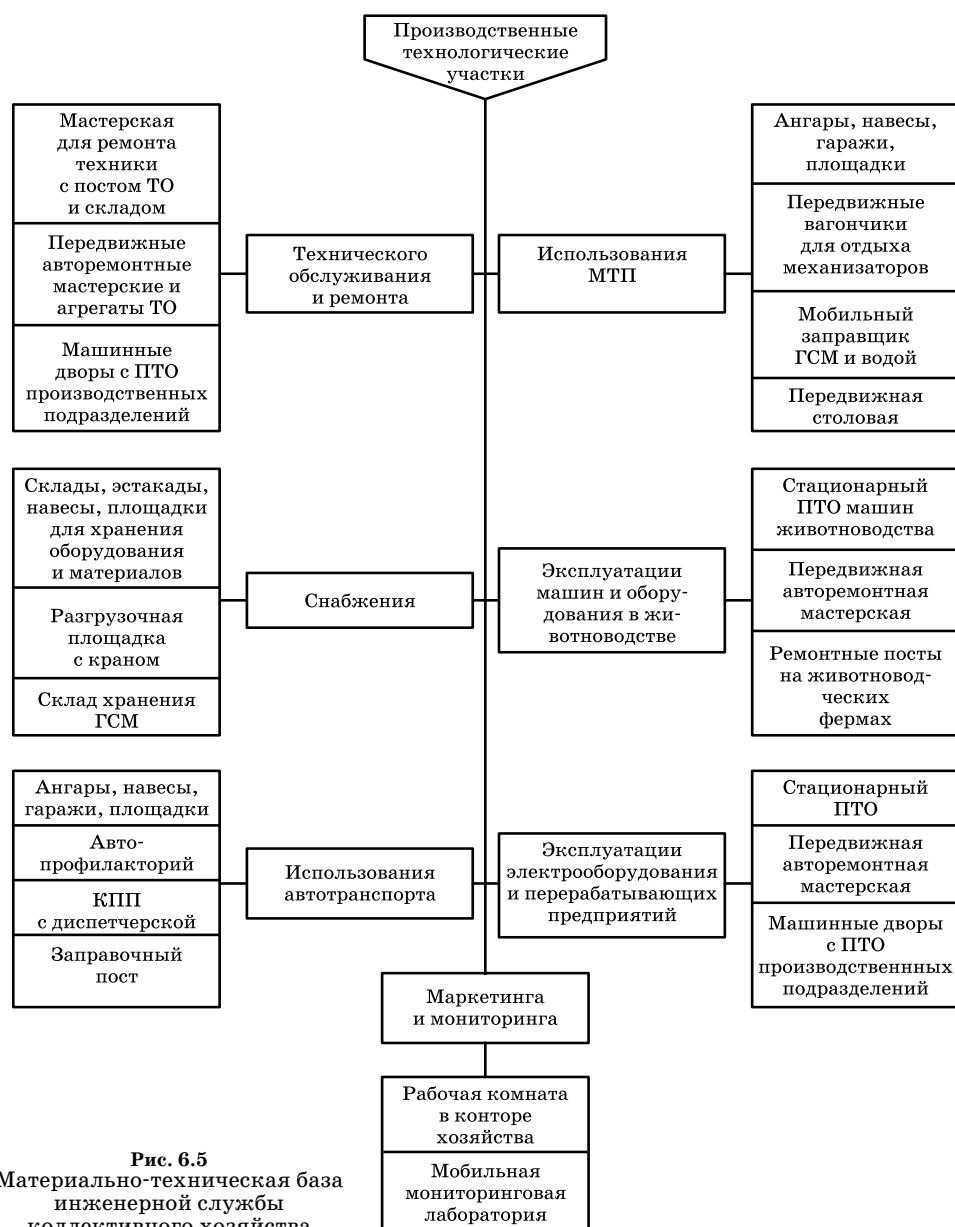 Производственные
технологические
участки
Мастерская
для ремонта
техники
с постом ТО
и складом
Передвижные
авторемонтные
мастерские и
агрегаты ТО
Машинные
дворы с ПТО
производственных
подразделений
Технического
обслуживания
и ремонта
Использования
МТП
Ангары, навесы,
гаражи,
площадки
Передвижные
вагончики
для отдыха
механизаторов
Мобильный
заправщик
ГСМ и водой
Передвижная
столовая
Склады, эстакады,
навесы, площадки
для хранения
оборудования
и материалов
Разгрузочная
площадка
с краном
Склад хранения
ГСМ
Снабжения
Эксплуатации
машин и обору-
дования в жи-
вотноводстве
Стационарный
ПТО машин
животноводства
Передвижная
авторемонтная
мастерская
Ремонтные посты
на животновод-
ческих
фермах
Ангары, навесы,
гаражи, площадки
Авто-
профилакторий
КПП
с диспетчерской
Заправочный
пост
Использования
автотранспорта
Эксплуатации
электрооборудования
и перерабатывающих
предприятий
Стационарный
ПТО
Передвижная
авторемонтная
мастерская
Машинные дворы
с ПТО
производственнных
подразделений
Маркетинга
и мониторинга
Рабочая комната
в конторе
хозяйства
Мобильная
мониторинговая
лаборатория
Рис. 6.5
Материально-техническая база
инженерной службы
коллективного хозяйства